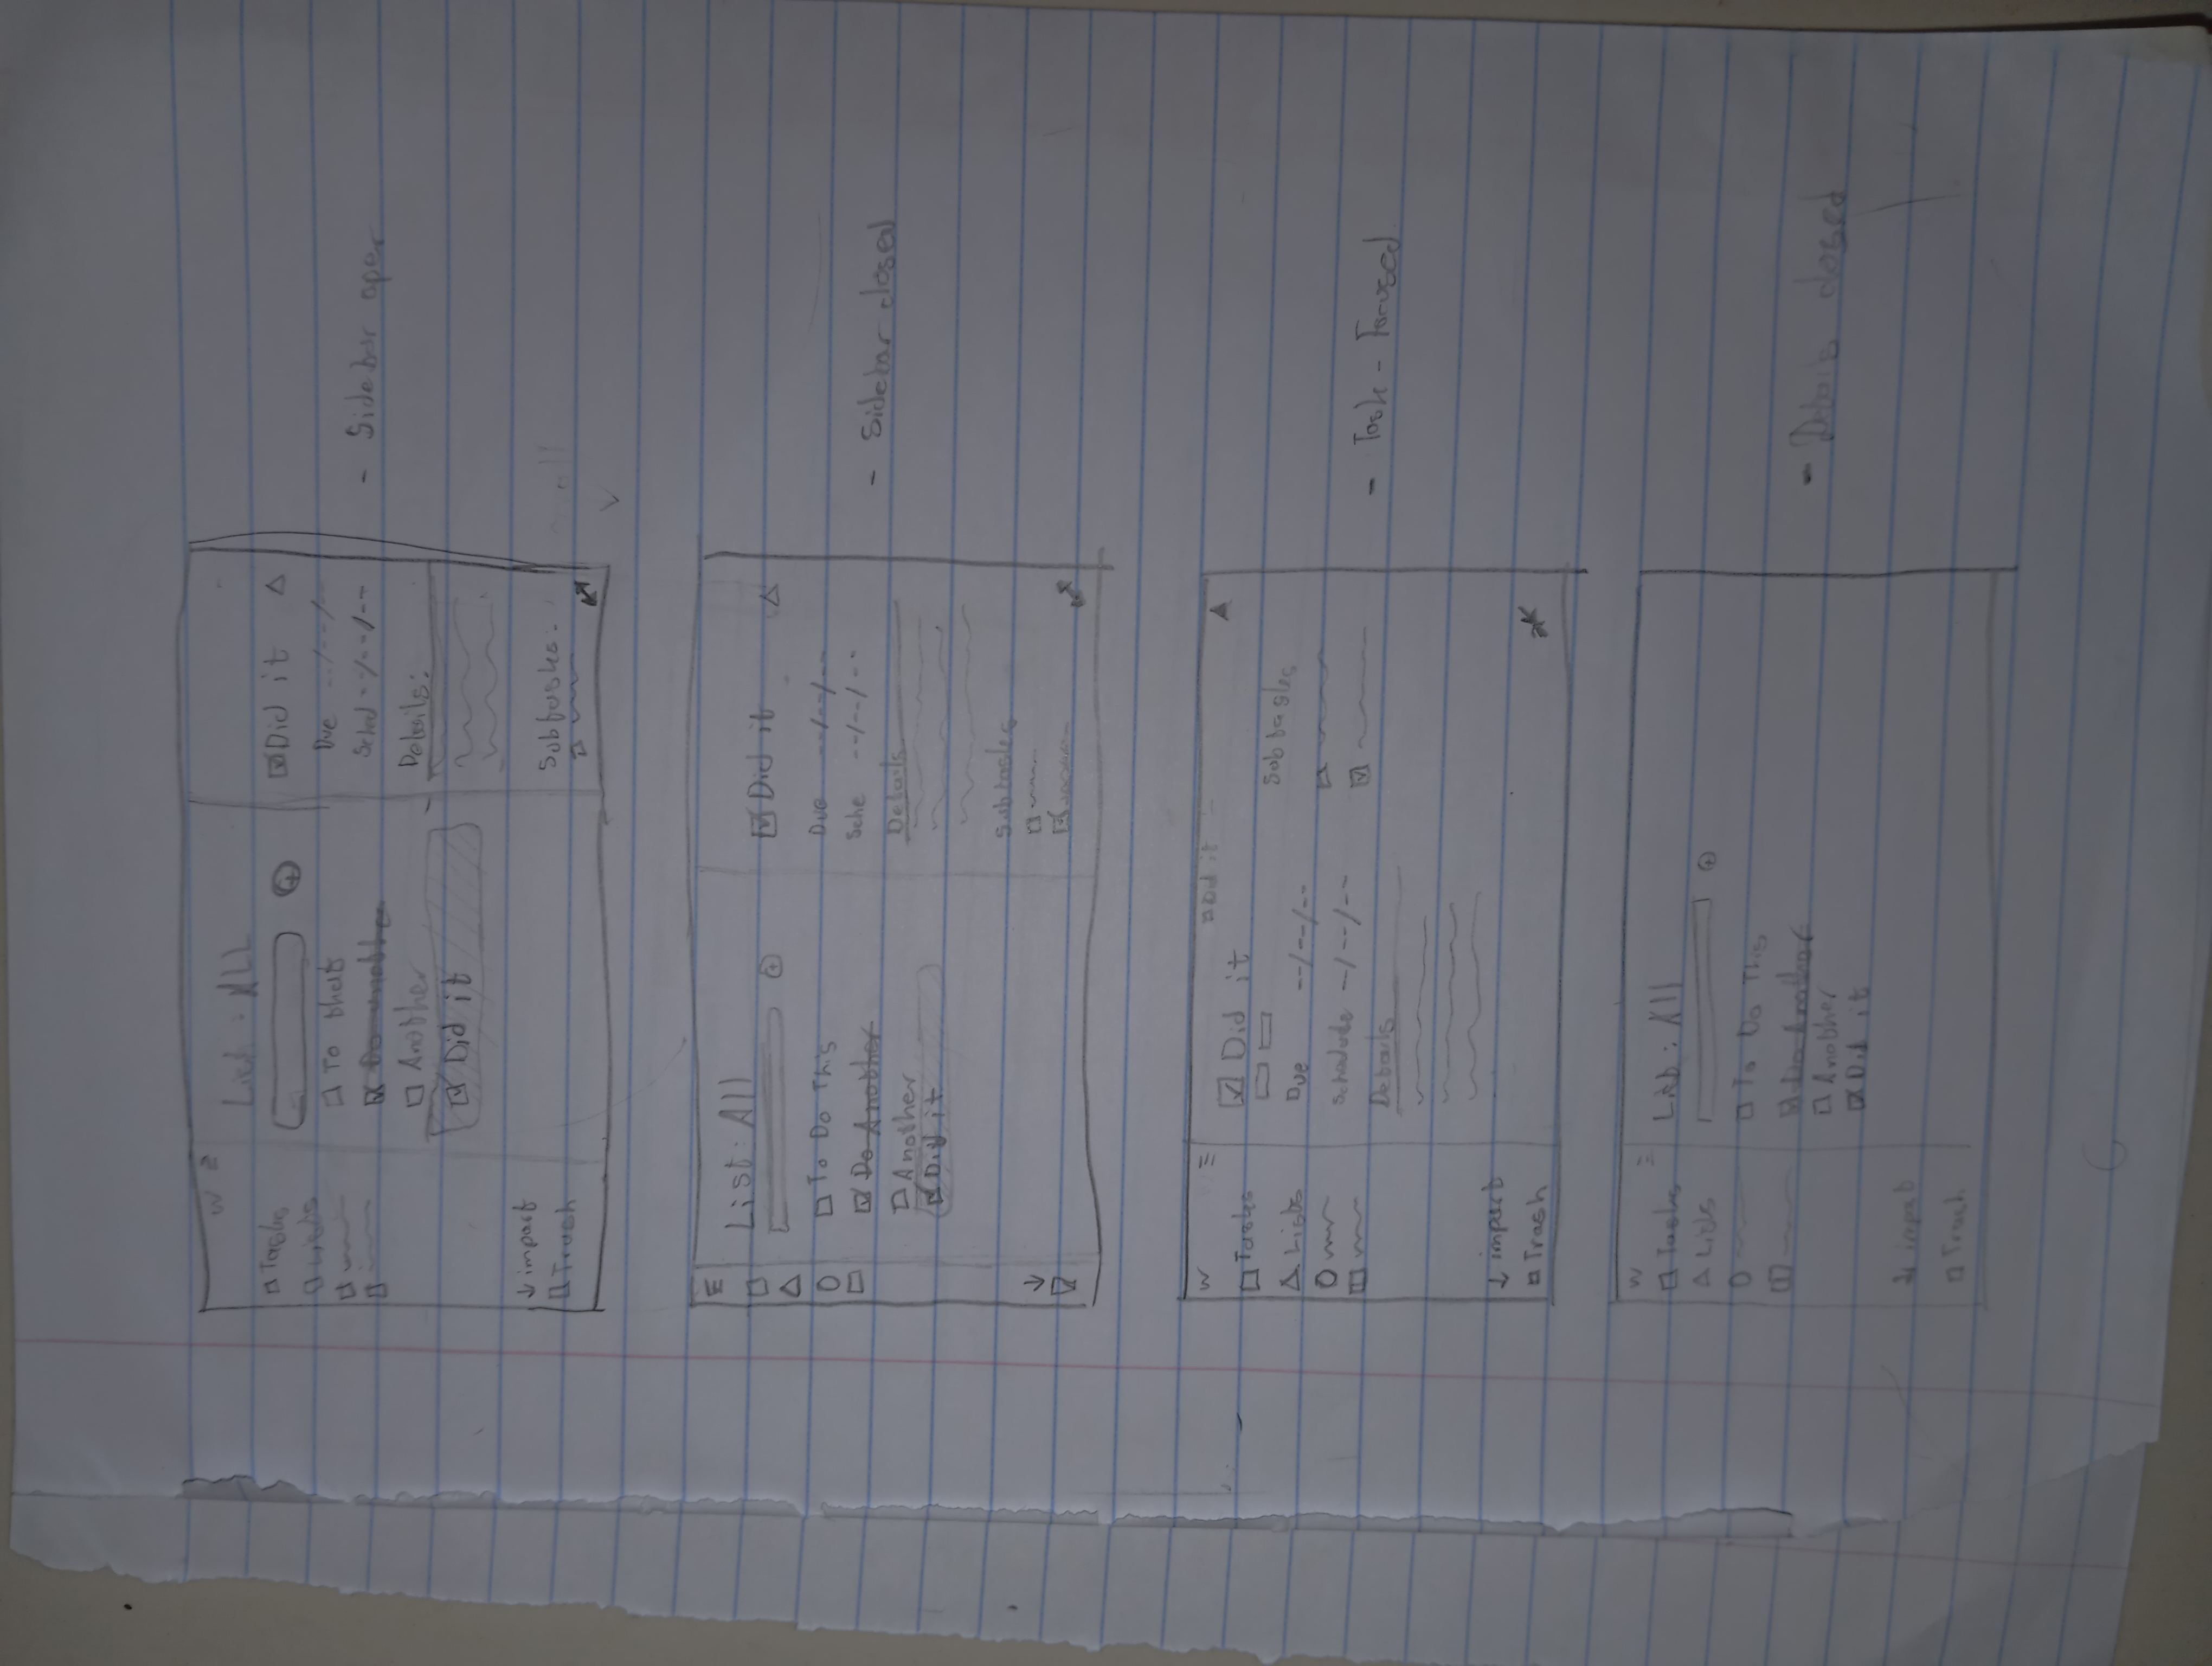 W
List: ALL
Tasks
Lists
To that
Do Another
Another
Did it
import
Trash
Did it
Due --/--/--
Sched --/--/--
Details:
Subtasks:
- Sidebar open
List: All
To Do This
Do Another
Another
Did it
Did it
Due --/--/--
Sche --/--/--
Details
Subtasks
- Sidebar closed
W
Tasks
Lists
import
Trash
Did it
Did it
Due --/--/--
Schedule --/--/--
Details
Subtasks
- Task - Focused
W
Tasks
Lists
import
Trash
List: All
To Do This
Do Another
Another
Did it
- Details closed